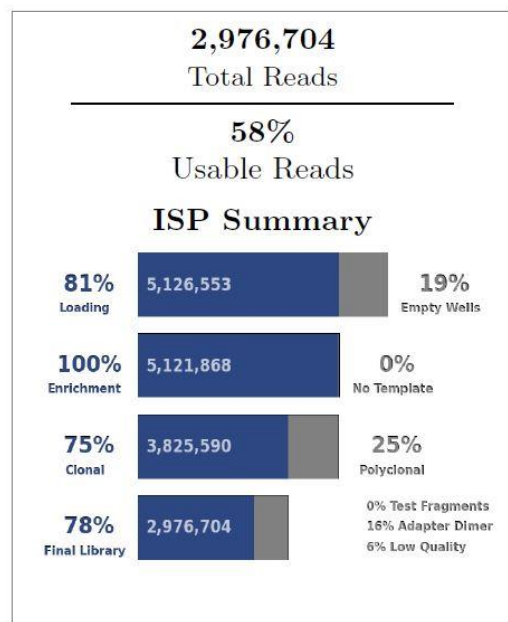 2,976,704
Total Reads
58%
Usable Reads
ISP Summary
81%
Loading
5,126,553
19%
Empty Wells
100%
Enrichment
5,121,868
0%
No Template
75%
Clonal
3,825,590
25%
Polyclonal
78%
Final Library
2,976,704
0% Test Fragments
16% Adapter Dimer
6% Low Quality